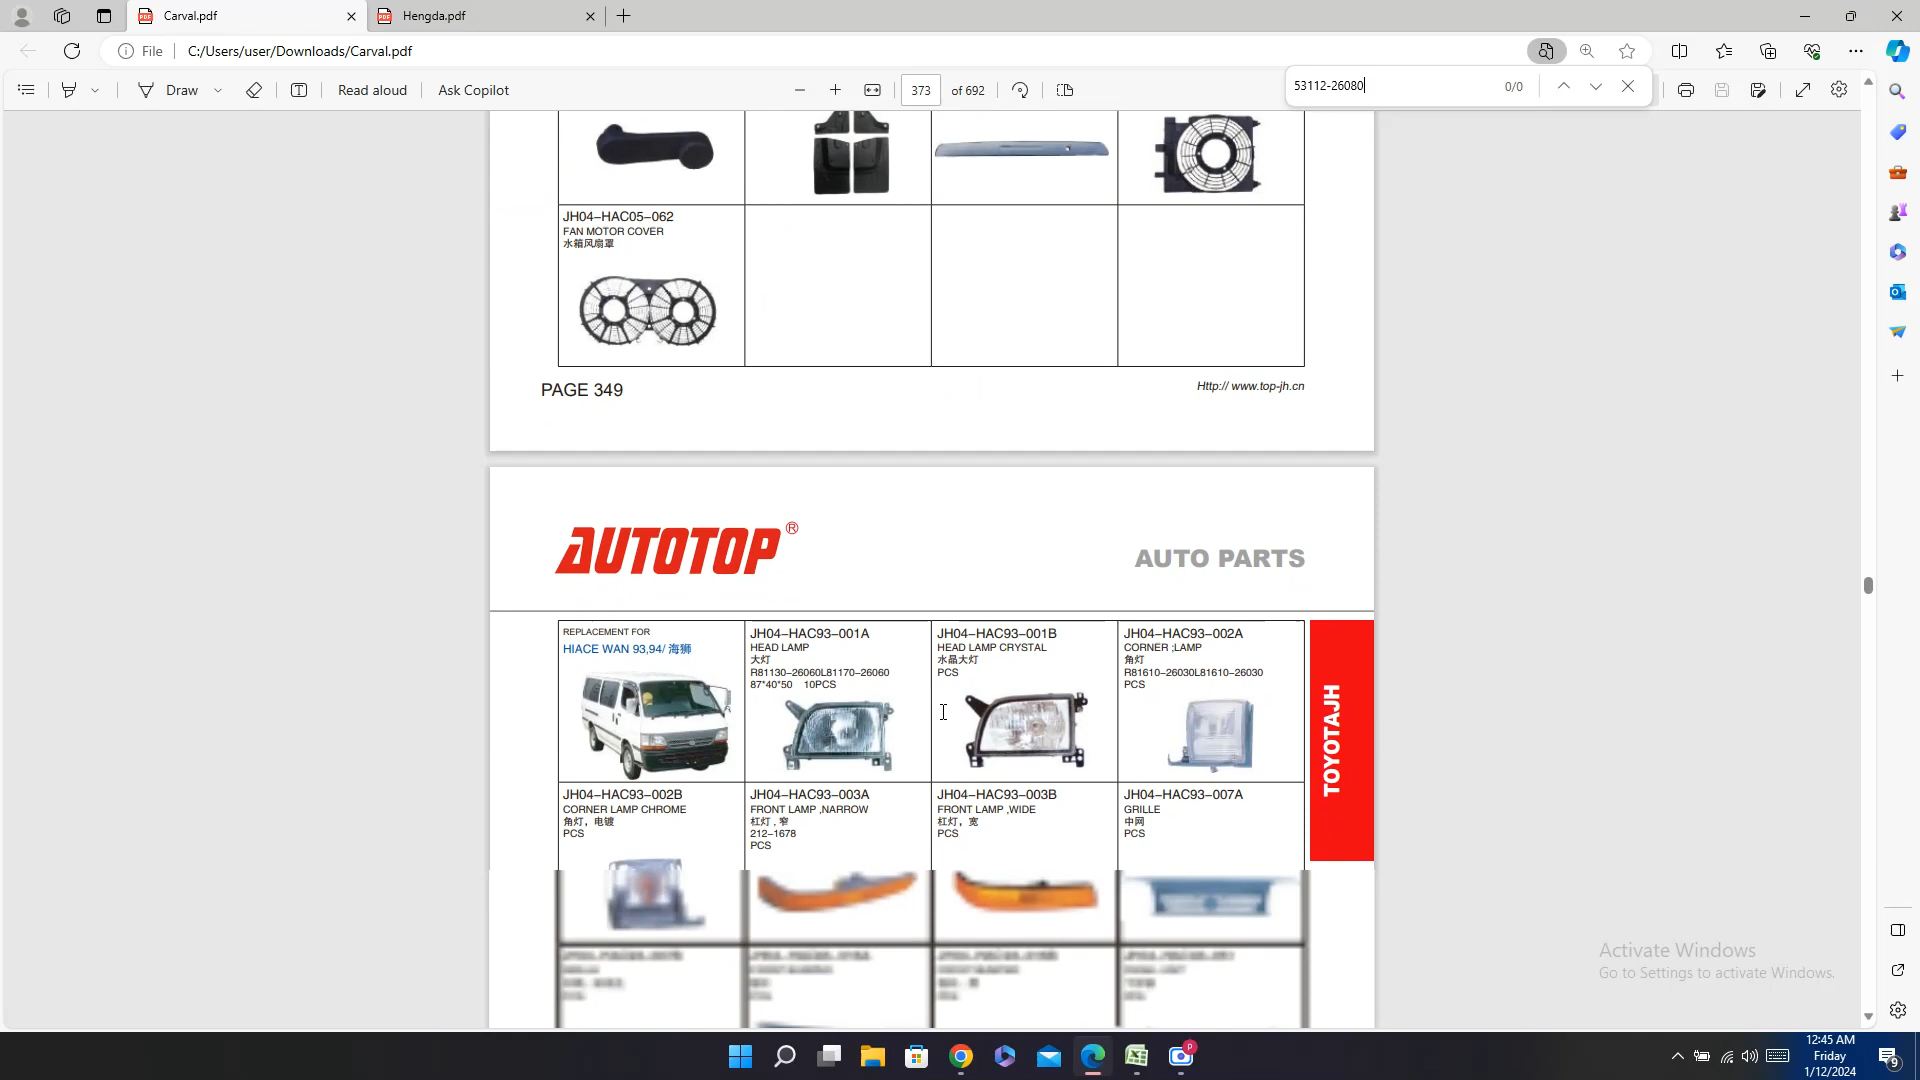 Carval.pdf
Hengda.pdf
File
C:/Users/user/Downloads/Carval.pdf
53112-26080
0/0
Draw
Read aloud
Ask Copilot
373
of 692
JH04-HAC05-062
FAN MOTOR COVER
水箱风扇罩
PAGE 349
Http:// www.top-jh.cn
AUTOTOP®
AUTO PARTS
REPLACEMENT FOR
HIACE WAN 93,94/ 海狮
JH04-HAC93-001A
HEAD LAMP
大灯
R81130-26060L81170-26060
87*40*50 10PCS
JH04-HAC93-001B
HEAD LAMP CRYSTAL
水晶大灯
PCS
JH04-HAC93-002A
CORNER ;LAMP
角灯
R81610-26030L81610-26030
PCS
TOYOTAJH
JH04-HAC93-002B
CORNER LAMP CHROME
角灯，电镀
PCS
JH04-HAC93-003A
FRONT LAMP ,NARROW
杠灯 , 窄
212-1678
PCS
JH04-HAC93-003B
FRONT LAMP ,WIDE
杠灯，宽
PCS
JH04-HAC93-007A
GRILLE
中网
PCS
Activate Windows
Go to Settings to activate Windows.
12:45 AM
Friday
1/12/2024
9